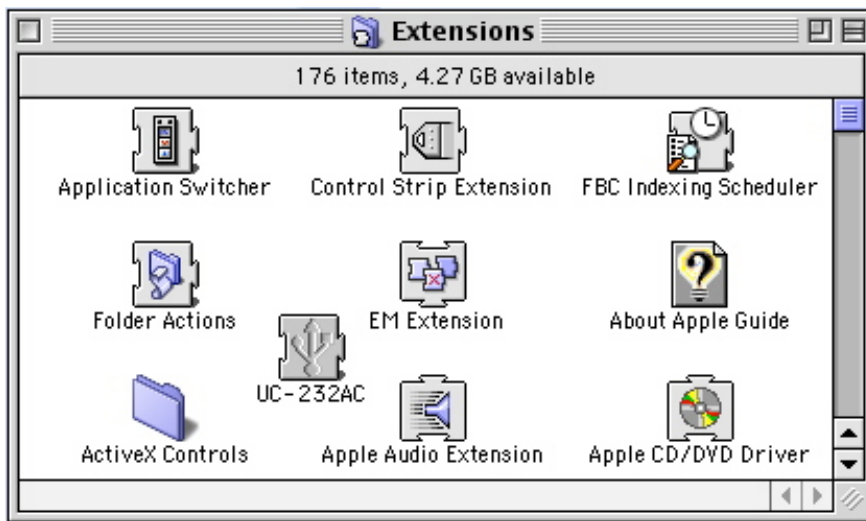 Extensions
176 items, 4.27 GB available
Application Switcher
Control Strip Extension
FBC Indexing Scheduler
Folder Actions
EM Extension
About Apple Guide
UC-232AC
ActiveX Controls
Apple Audio Extension
Apple CD/DVD Driver